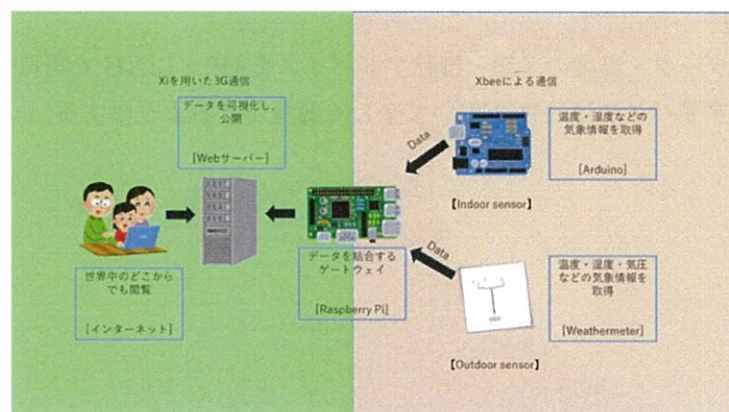 Xiを用いた3G通信
データを可視化し、
公開
[Webサーバー]
世界中のどこから
でも閲覧
[インターネット]
データを結合する
ゲートウェイ
[Raspberry Pi]
Xbeeによる通信
Data
温度・湿度などの
気象情報を取得
[Arduino]
【Indoor sensor】
Data
温度・湿度・気圧
などの気象情報を
取得
[Weathermeter]
【Outdoor sensor】